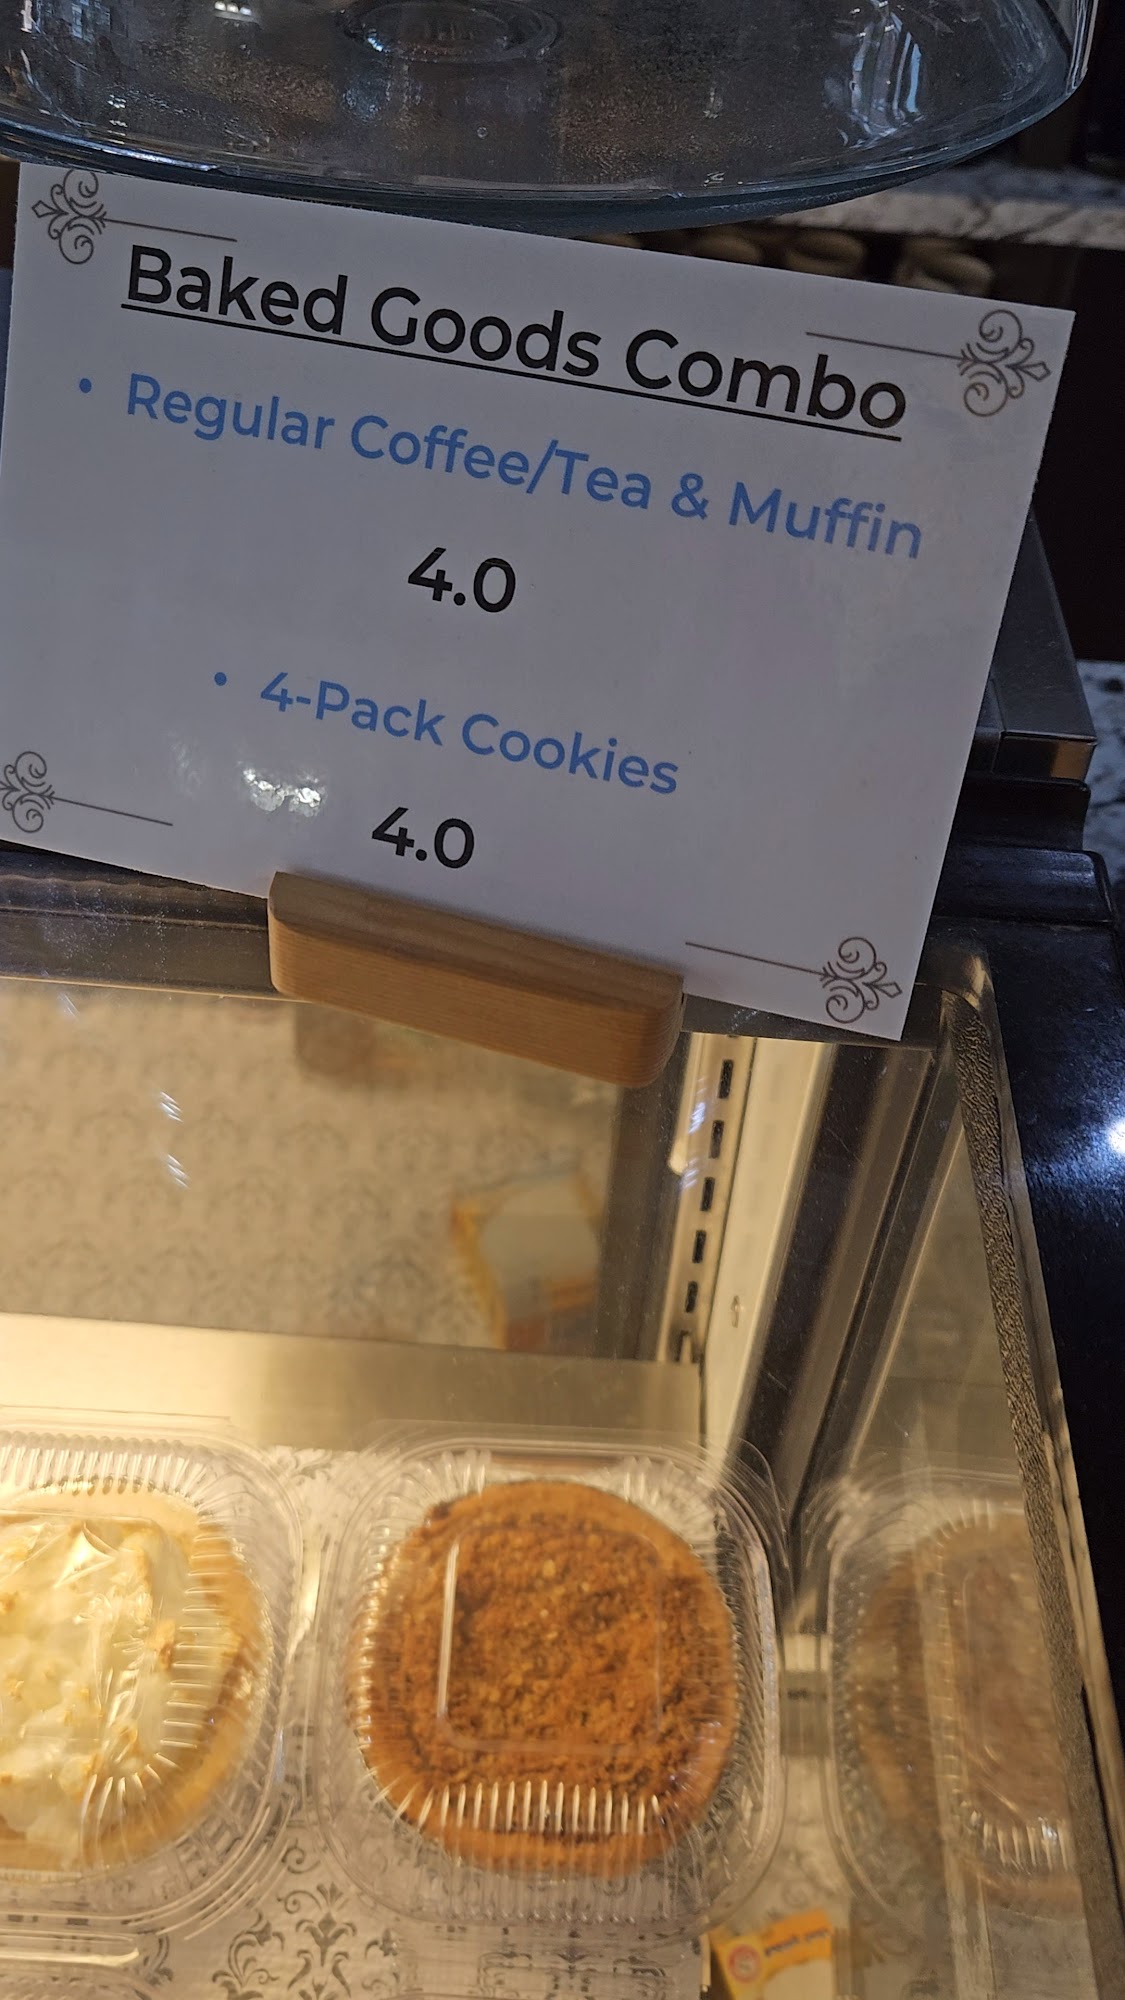 Baked Goods Combo
• Regular Coffee/Tea & Muffin
4.0
• 4-Pack Cookies
4.0